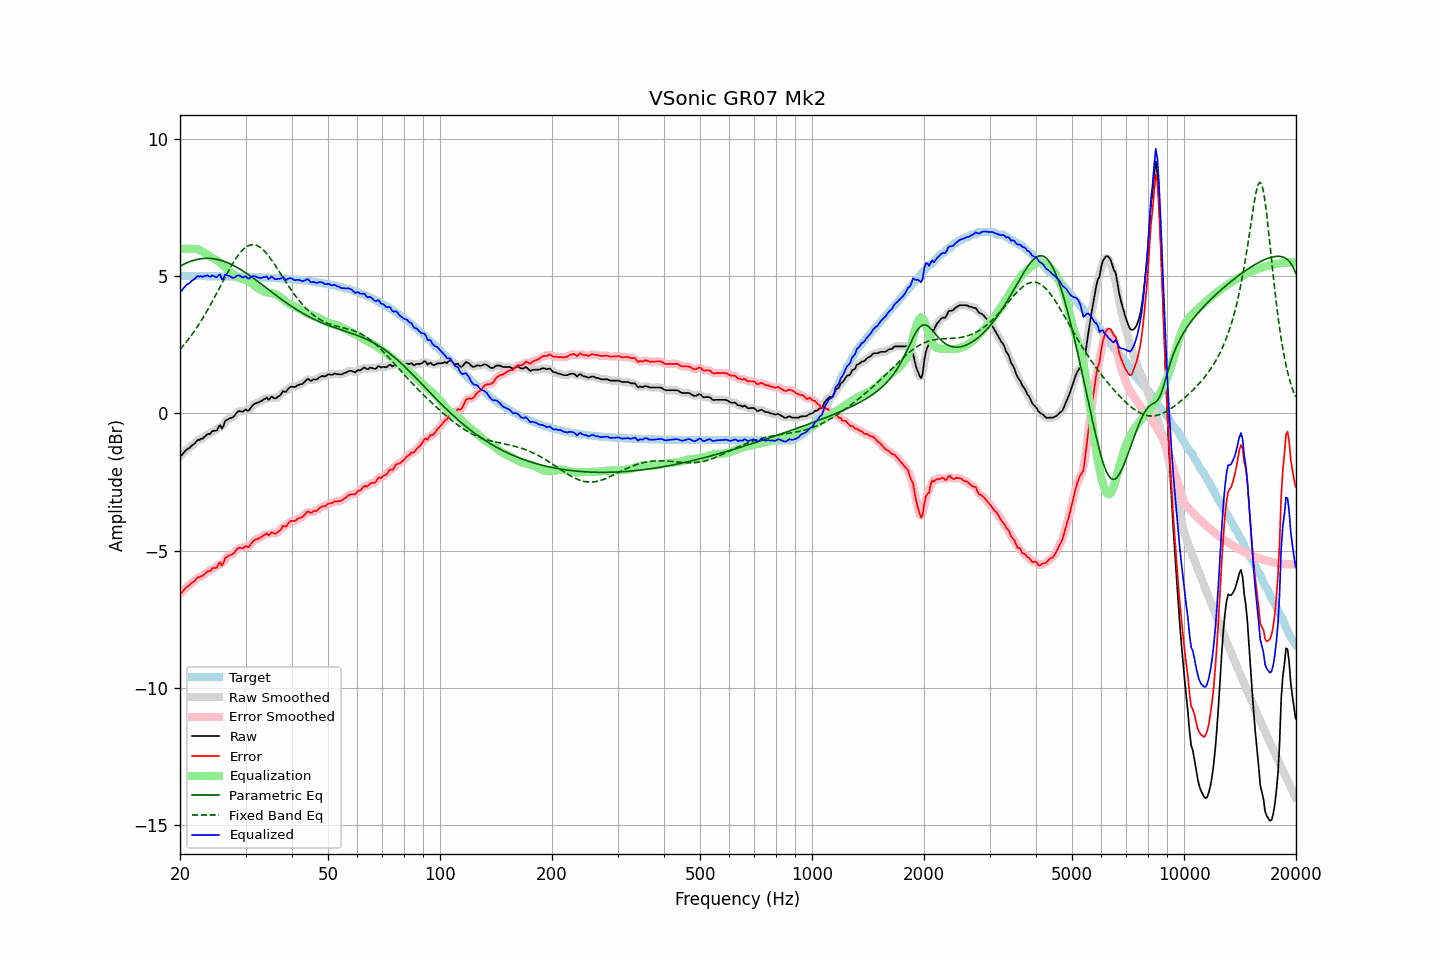 VSonic GR07 Mk2
Amplitude (dBr)
10
5
0
−5
−10
−15
Target
Raw Smoothed
Error Smoothed
Raw
Error
Equalization
Parametric Eq
Fixed Band Eq
Equalized
20 50 100 200 500 1000 2000 5000 10000 20000
Frequency (Hz)